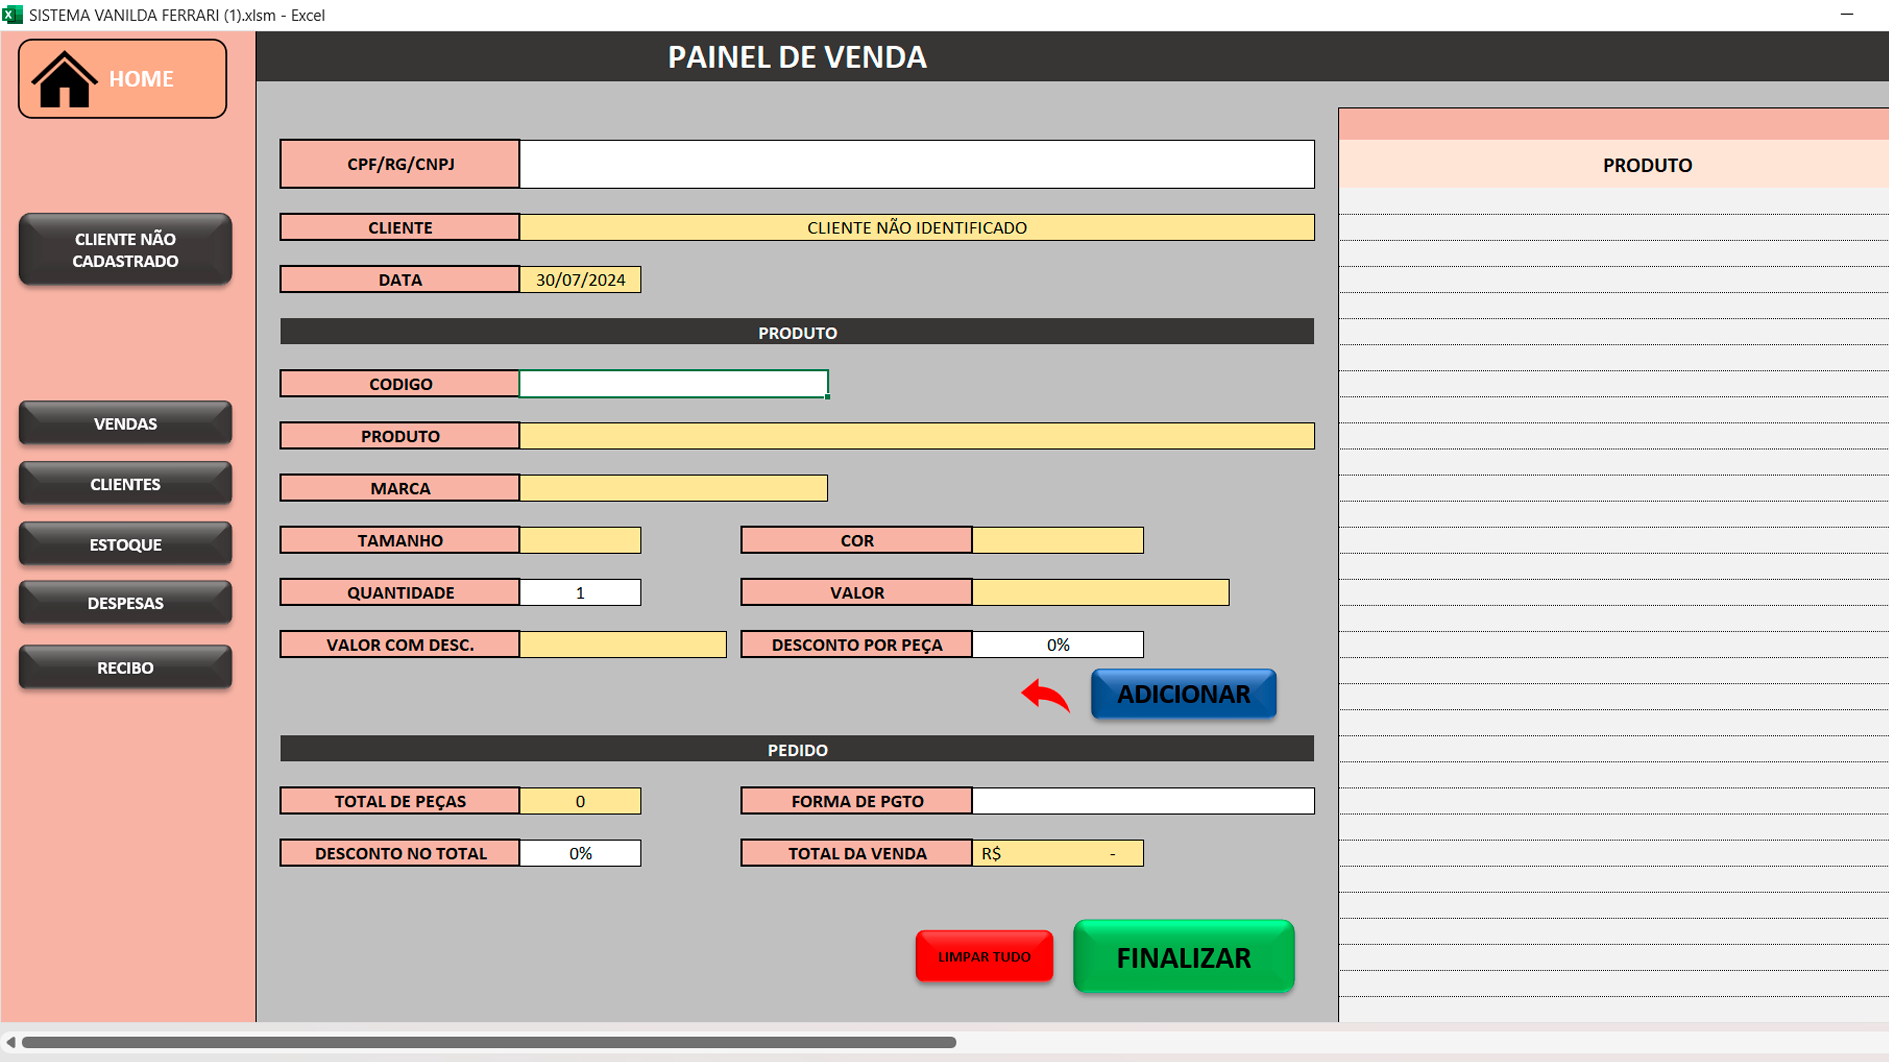 SISTEMA VANILDA FERRARI (1).xlsm - Excel
HOME
PAINEL DE VENDA
CPF/RG/CNPJ
CLIENTE
CLIENTE NÃO IDENTIFICADO
DATA
30/07/2024
CLIENTE NÃO
CADASTRADO
VENDAS
CLIENTES
ESTOQUE
DESPESAS
RECIBO
PRODUTO
CODIGO
PRODUTO
MARCA
TAMANHO
COR
QUANTIDADE
1
VALOR
VALOR COM DESC.
DESCONTO POR PEÇA
0%
ADICIONAR
PEDIDO
TOTAL DE PEÇAS
0
FORMA DE PGTO
DESCONTO NO TOTAL
0%
TOTAL DA VENDA
R$ -
LIMPAR TUDO
FINALIZAR
PRODUTO